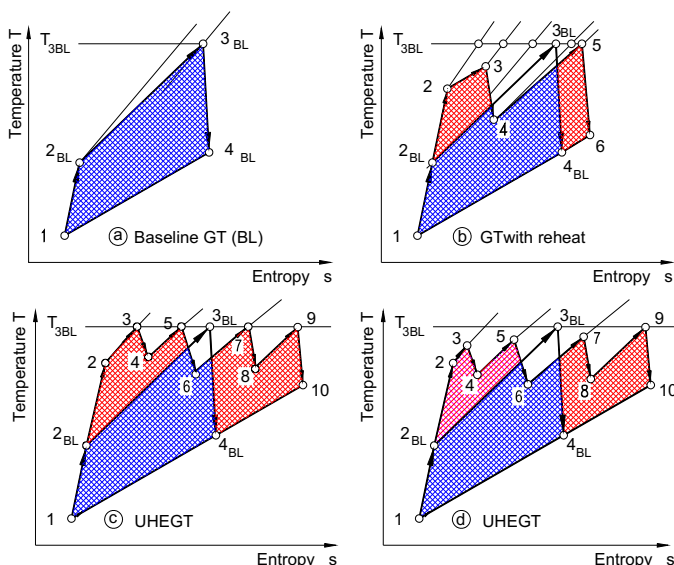 Temperature T
T3BL
3BL
2BL
4BL
1
a Baseline GT (BL)
Entropy s
Temperature T
T3BL
3BL
5
3
2
4
6
2BL
4BL
1
b GTwith reheat
Entropy s
Temperature T
T3BL
3
5
3BL
7
9
2
4
6
8
10
2BL
4BL
1
c UHEGT
Entropy s
Temperature T
T3BL
3BL
9
3
5
7
2
4
6
8
10
2BL
4BL
1
d UHEGT
Entropy s